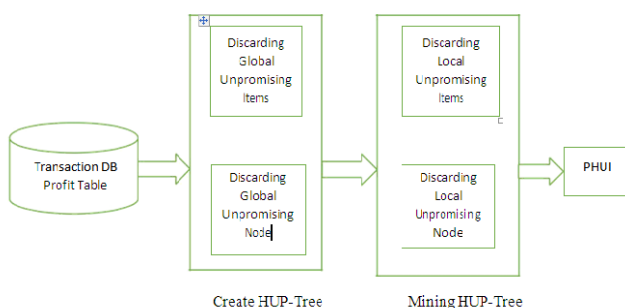 Transaction DB
Profit Table
Discarding
Global
Unpromising
Items
Discarding
Global
Unpromising
Node
Create HUP-Tree
Discarding
Local
Unpromising
Items
Discarding
Local
Unpromising
Node
Mining HUP-Tree
PHUI